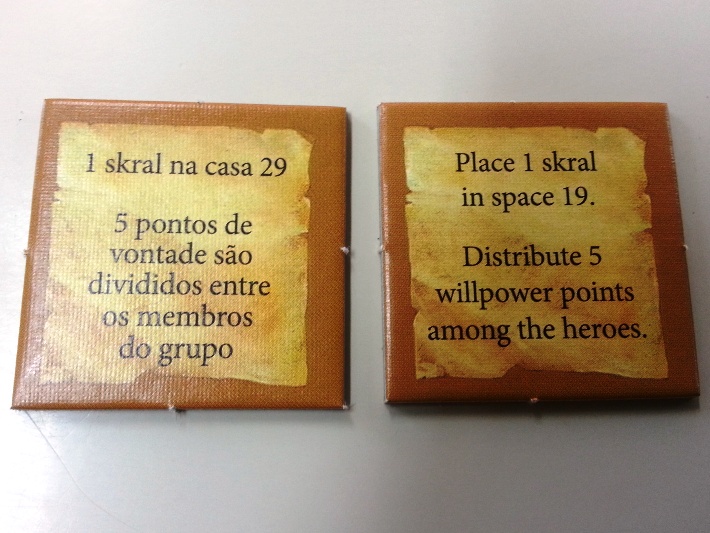 1 skral na casa 29
5 pontos de
vontade são
divididos entre
os membros
do grupo
Place 1 skral
in space 19.
Distribute 5
willpower points
among the heroes.